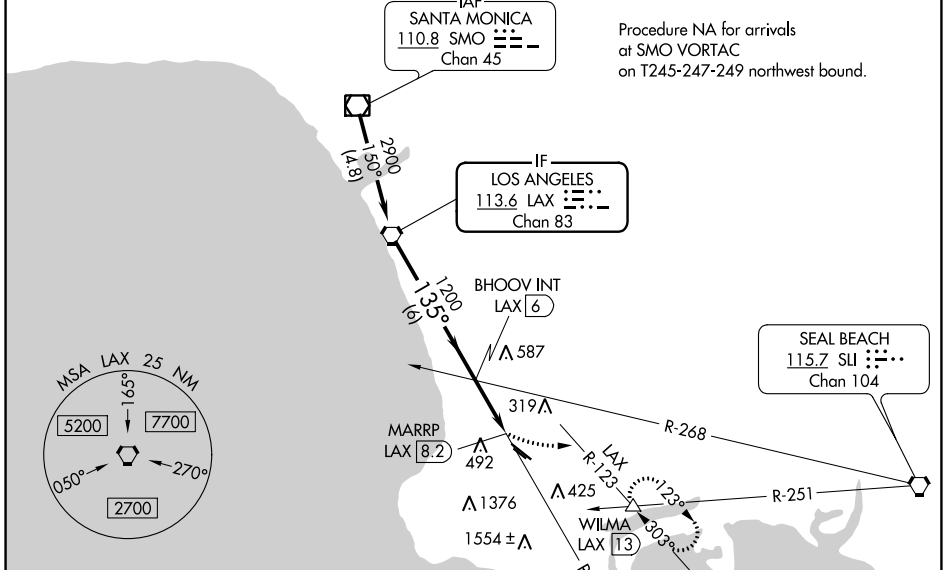 IAF
SANTA MONICA
110.8 SMO
Chan 45
Procedure NA for arrivals
at SMO VORTAC
on T245-247-249 northwest bound.
2900
150°
(4.8)
IF
LOS ANGELES
113.6 LAX
Chan 83
1200
135°
(6)
BHOOV INT
LAX 6
587
SEAL BEACH
115.7 SLI
Chan 104
MSA LAX 25 NM
165°
5200
7700
050°
270°
2700
319
R-268
MARRP
LAX 8.2
492
LAX
R-123
1376
425
123°
R-251
WILMA
LAX 13
303°
1554 ±
R